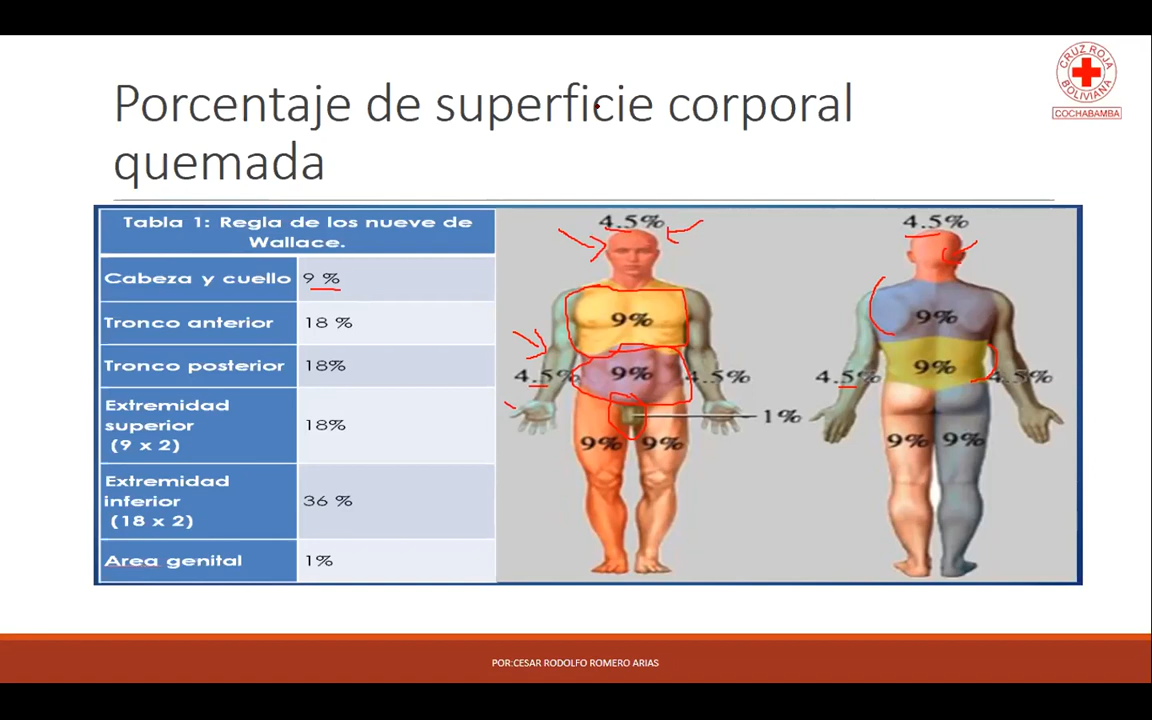 Porcentaje de superficie corporal
quemada
CRUZ ROJA
BOLIVIANA
COCHABAMBA
Tabla 1: Regla de los nueve de
Wallace.
Cabeza y cuello 9 %
Tronco anterior 18 %
Tronco posterior 18%
Extremidad
superior
(9 x 2)
18%
Extremidad
inferior
(18 x 2)
36 %
Area genital 1%
4.5%
9%
9%
4.5%
4.5%
1%
9%
9%
4.5%
9%
9%
4.5%
4.5%
9%
9%
POR:CESAR RODOLFO ROMERO ARIAS